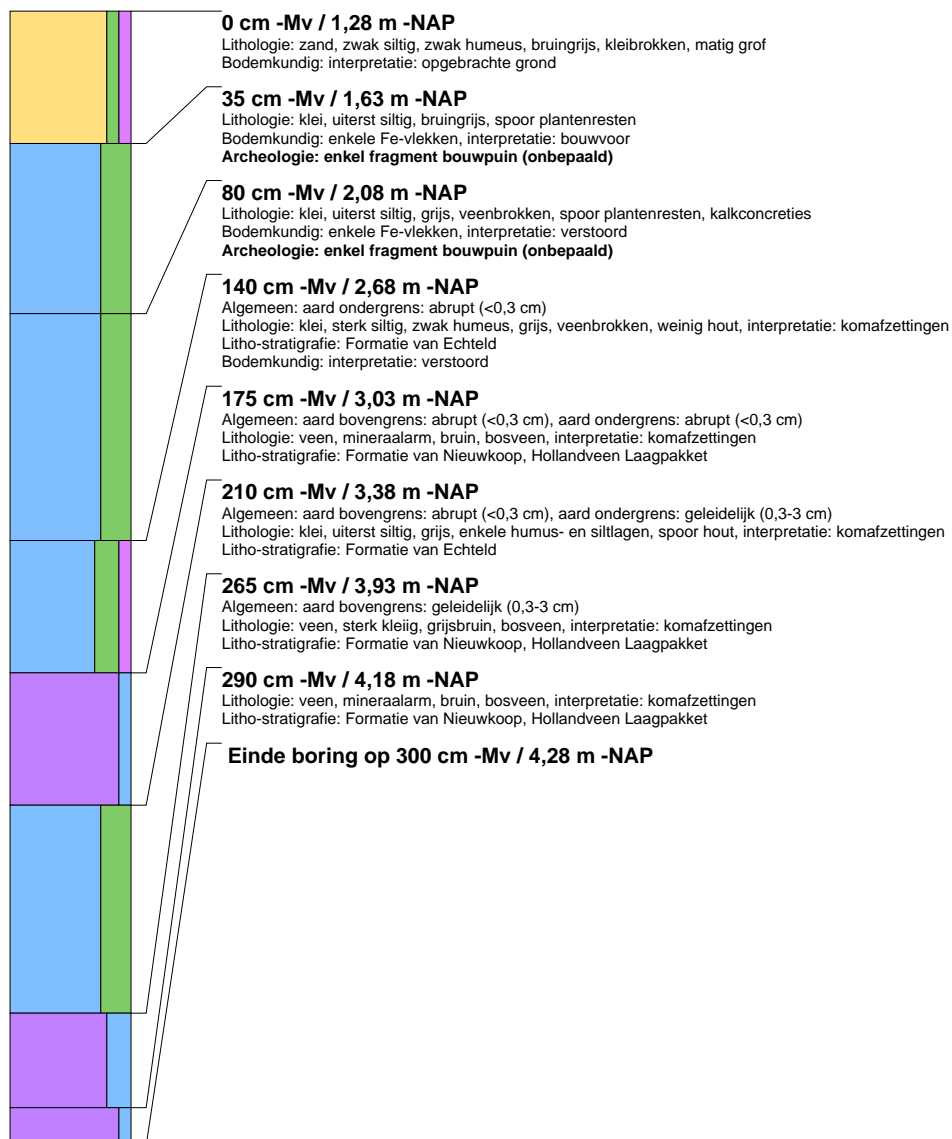 0 cm -Mv / 1,28 m -NAP
Lithologie: zand, zwak siltig, zwak humeus, bruingrijs, kleibrokken, matig grof
Bodemkundig: interpretatie: opgebrachte grond
35 cm -Mv / 1,63 m -NAP
Lithologie: klei, uiterst siltig, bruingrijs, spoor plantenresten
Bodemkundig: enkele Fe-vlekken, interpretatie: bouwvoor
Archeologie: enkel fragment bouwpuin (onbepaald)
80 cm -Mv / 2,08 m -NAP
Lithologie: klei, uiterst siltig, grijs, veenbrokken, spoor plantenresten, kalkconcreties
Bodemkundig: enkele Fe-vlekken, interpretatie: verstoord
Archeologie: enkel fragment bouwpuin (onbepaald)
140 cm -Mv / 2,68 m -NAP
Algemeen: aard ondergrens: abrupt (<0,3 cm)
Lithologie: klei, sterk siltig, zwak humeus, grijs, veenbrokken, weinig hout, interpretatie: komafzettingen
Litho-stratigrafie: Formatie van Echteld
Bodemkundig: interpretatie: verstoord
175 cm -Mv / 3,03 m -NAP
Algemeen: aard bovengrens: abrupt (<0,3 cm), aard ondergrens: abrupt (<0,3 cm)
Lithologie: veen, mineraalarm, bruin, bosveen, interpretatie: komafzettingen
Litho-stratigrafie: Formatie van Nieuwkoop, Hollandveen Laagpakket
210 cm -Mv / 3,38 m -NAP
Algemeen: aard bovengrens: abrupt (<0,3 cm), aard ondergrens: geleidelijk (0,3-3 cm)
Lithologie: klei, uiterst siltig, grijs, enkele humus- en siltlagen, spoor hout, interpretatie: komafzettingen
Litho-stratigrafie: Formatie van Echteld
265 cm -Mv / 3,93 m -NAP
Algemeen: aard bovengrens: geleidelijk (0,3-3 cm)
Lithologie: veen, sterk kleiig, grijsbruin, bosveen, interpretatie: komafzettingen
Litho-stratigrafie: Formatie van Nieuwkoop, Hollandveen Laagpakket
290 cm -Mv / 4,18 m -NAP
Lithologie: veen, mineraalarm, bruin, bosveen, interpretatie: komafzettingen
Litho-stratigrafie: Formatie van Nieuwkoop, Hollandveen Laagpakket
Einde boring op 300 cm -Mv / 4,28 m -NAP